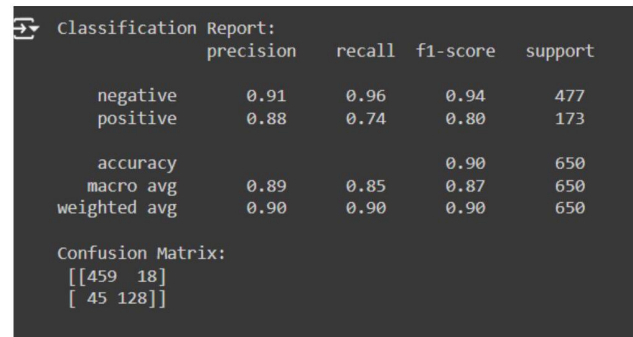 Classification Report:
precision recall f1-score support
negative 0.91 0.96 0.94 477
positive 0.88 0.74 0.80 173
accuracy 0.90 650
macro avg 0.89 0.85 0.87 650
weighted avg 0.90 0.90 0.90 650
Confusion Matrix:
[[459 18]
[ 45 128]]